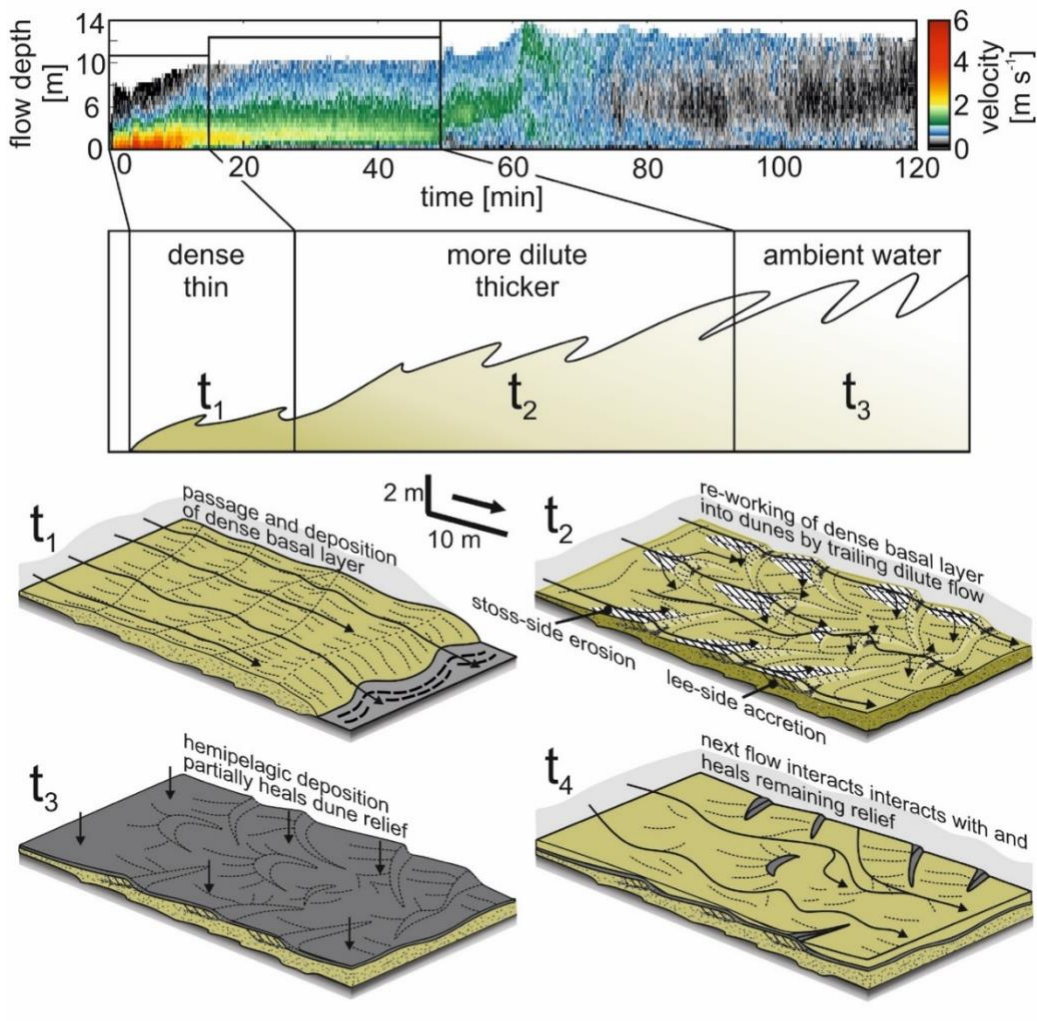 flow depth
[m]
14
10
6
0
0
20
40
60
80
100
120
time [min]
6
4
2
0
velocity
[m s⁻¹]
dense
thin
more dilute
thicker
ambient water
t₁
t₂
t₃
t₁
passage and deposition
of dense basal layer
2 m
10 m
t₂
re-working of dense basal layer
into dunes by trailing dilute flow
stoss-side erosion
lee-side accretion
t₃
hemipelagic deposition
partially heals dune relief
t₄
next flow interacts interacts with and
heals remaining relief